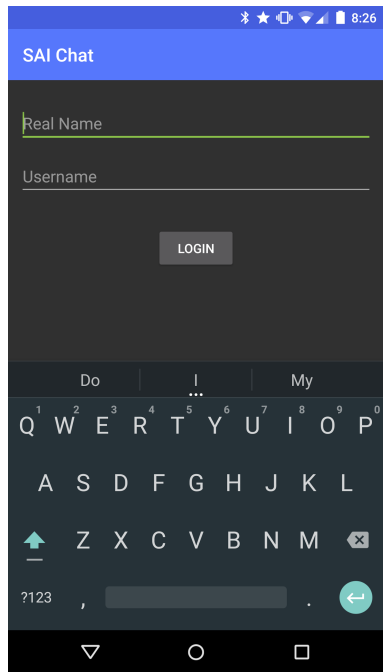 8:26
SAI Chat
Real Name
Username
LOGIN
Do I My
1 2 3 4 5 6 7 8 9 0
Q W E R T Y U I O P
A S D F G H J K L
Z X C V B N M
?123 , .